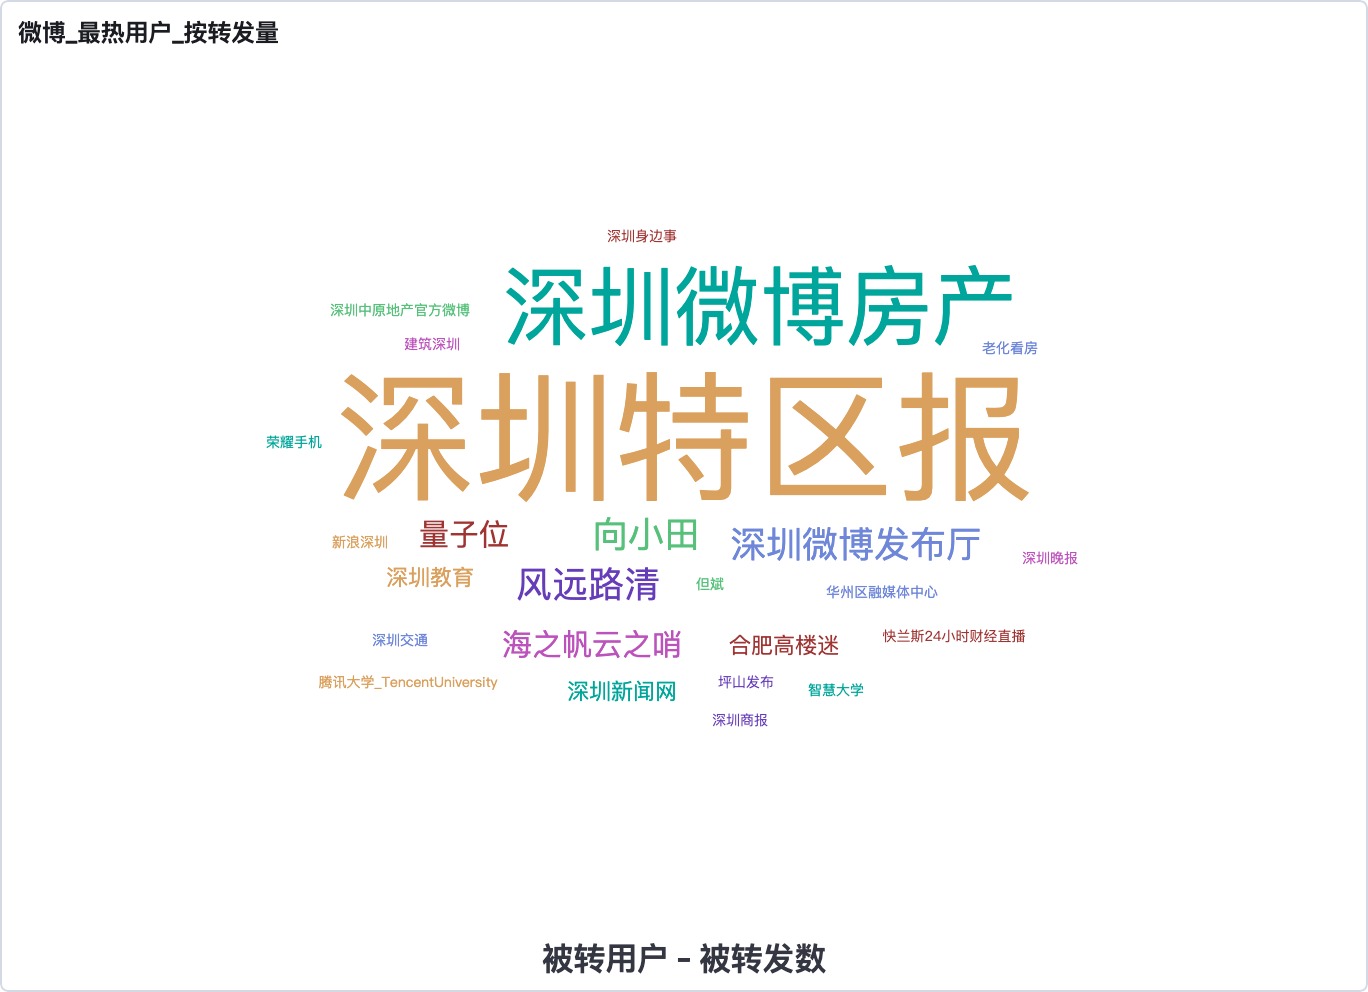 微博_最热用户_按转发量
深圳身边事
深圳微博房产
深圳中原地产官方微博
建筑深圳
老化看房
深圳特区报
荣耀手机
量子位
向小田
深圳微博发布厅
新浪深圳
深圳晚报
深圳教育
风远路清
但斌
华州区融媒体中心
深圳交通
海之帆云之哨
合肥高楼迷
快兰斯24小时财经直播
腾讯大学_TencentUniversity
深圳新闻网
坪山发布
智慧大学
深圳商报
被转用户 - 被转发数